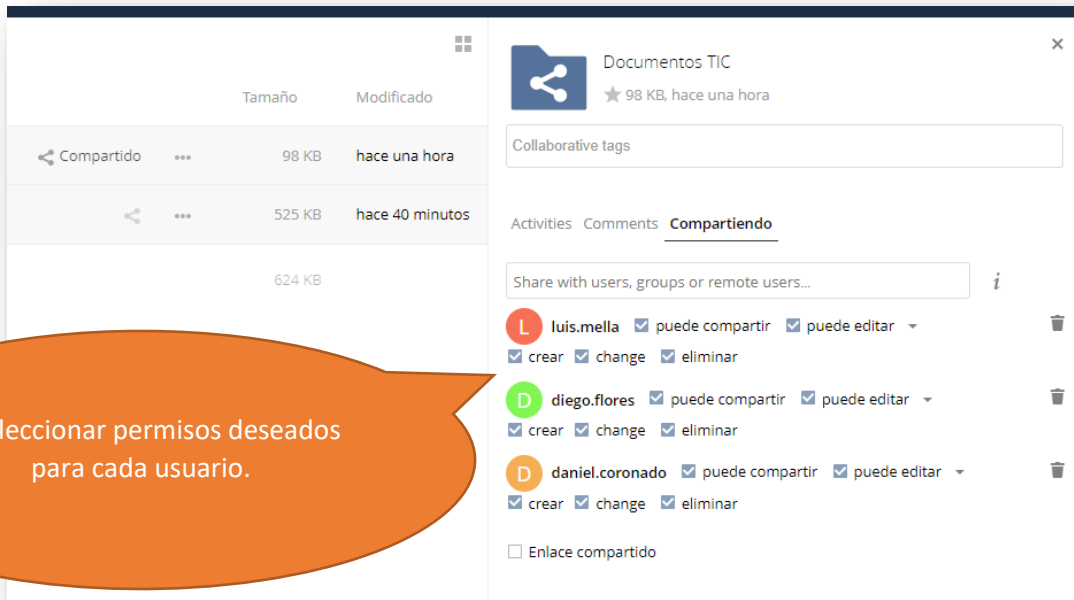 Documentos TIC
98 KB, hace una hora
Tamaño Modificado
Collaborative tags
Compartido 98 KB hace una hora
525 KB hace 40 minutos
Activities Comments Compartiendo
624 KB
Share with users, groups or remote users... i
L luis.mella puede compartir puede editar
crear change eliminar
D diego.flores puede compartir puede editar
crear change eliminar
D daniel.coronado puede compartir puede editar
crear change eliminar
Enlace compartido
leccionar permisos deseados
para cada usuario.